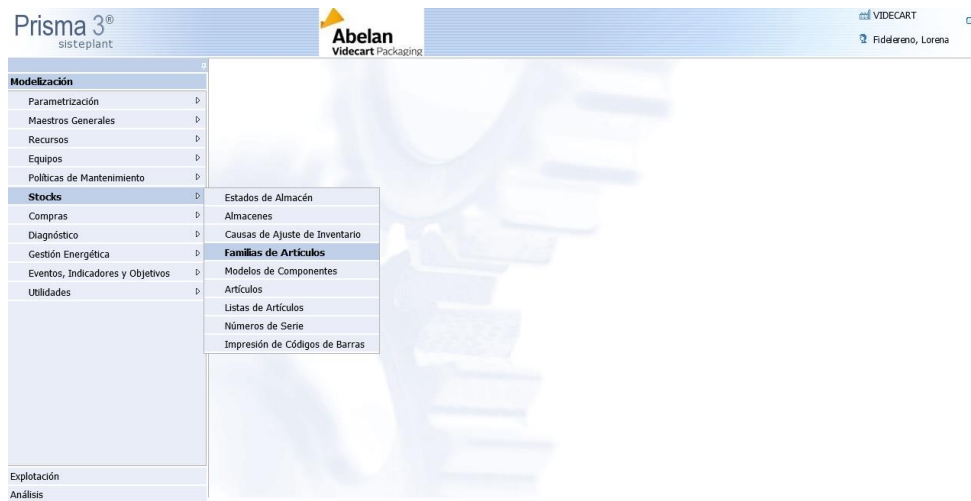 Prisma 3®
sisteplant
Abelan
Videcart Packaging
VIDECART
Fidelereno, Lorena
Modelización
Parametrización
Maestros Generales
Recursos
Equipos
Políticas de Mantenimiento
Stocks
Compras
Diagnóstico
Gestión Energética
Eventos, Indicadores y Objetivos
Utilidades
Estados de Almacén
Almacenes
Causas de Ajuste de Inventario
Familias de Artículos
Modelos de Componentes
Artículos
Listas de Artículos
Números de Serie
Impresión de Códigos de Barras
Explotación
Análisis